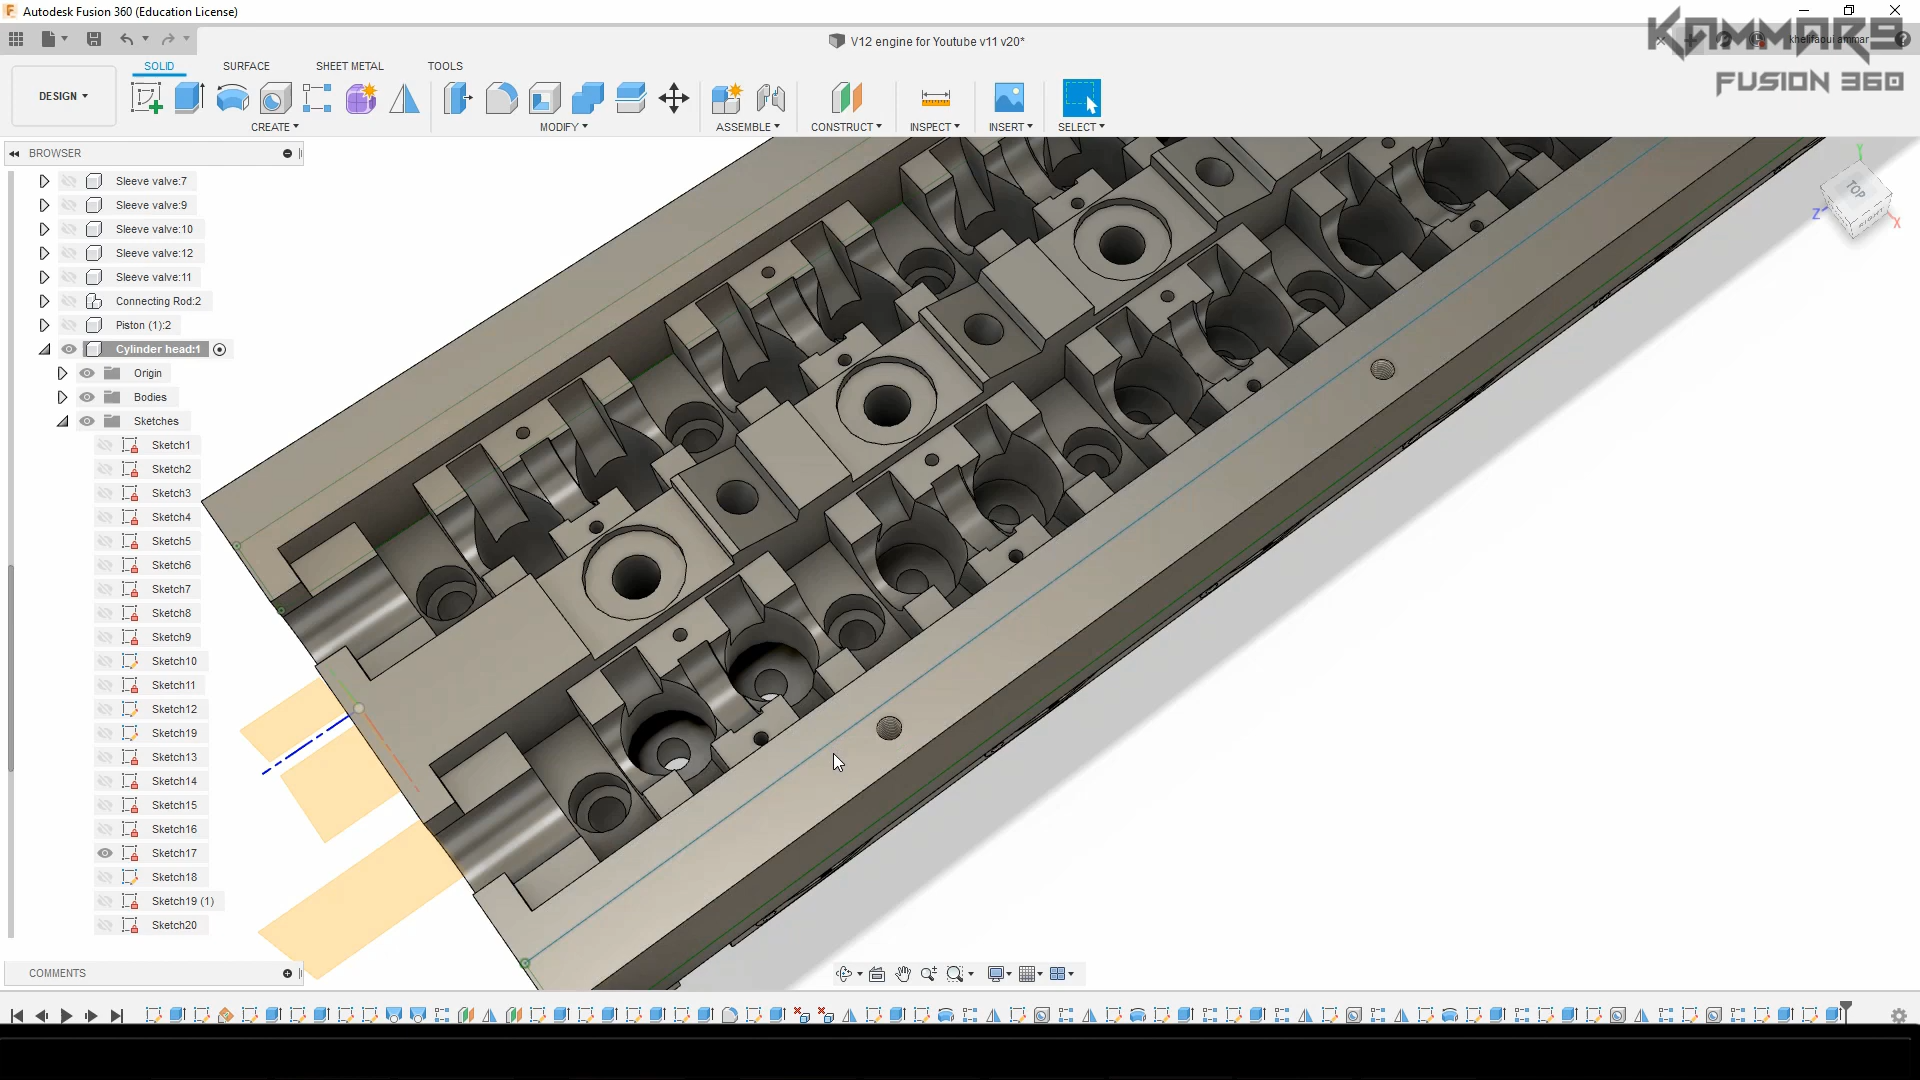 Autodesk Fusion 360 (Education License)
V12 engine for Youtube v11 v20*
khelifaoui ammar
KAMMAR9
FUSION 360
SOLID
SURFACE
SHEET METAL
TOOLS
DESIGN
CREATE
MODIFY
ASSEMBLE
CONSTRUCT
INSPECT
INSERT
SELECT
BROWSER
Sleeve valve:7
Sleeve valve:9
Sleeve valve:10
Sleeve valve:12
Sleeve valve:11
Connecting Rod:2
Piston (1):2
Cylinder head:1
Origin
Bodies
Sketches
Sketch1
Sketch2
Sketch3
Sketch4
Sketch5
Sketch6
Sketch7
Sketch8
Sketch9
Sketch10
Sketch11
Sketch12
Sketch19
Sketch13
Sketch14
Sketch15
Sketch16
Sketch17
Sketch18
Sketch19 (1)
Sketch20
Y
TOP
RIGHT
Z
X
COMMENTS